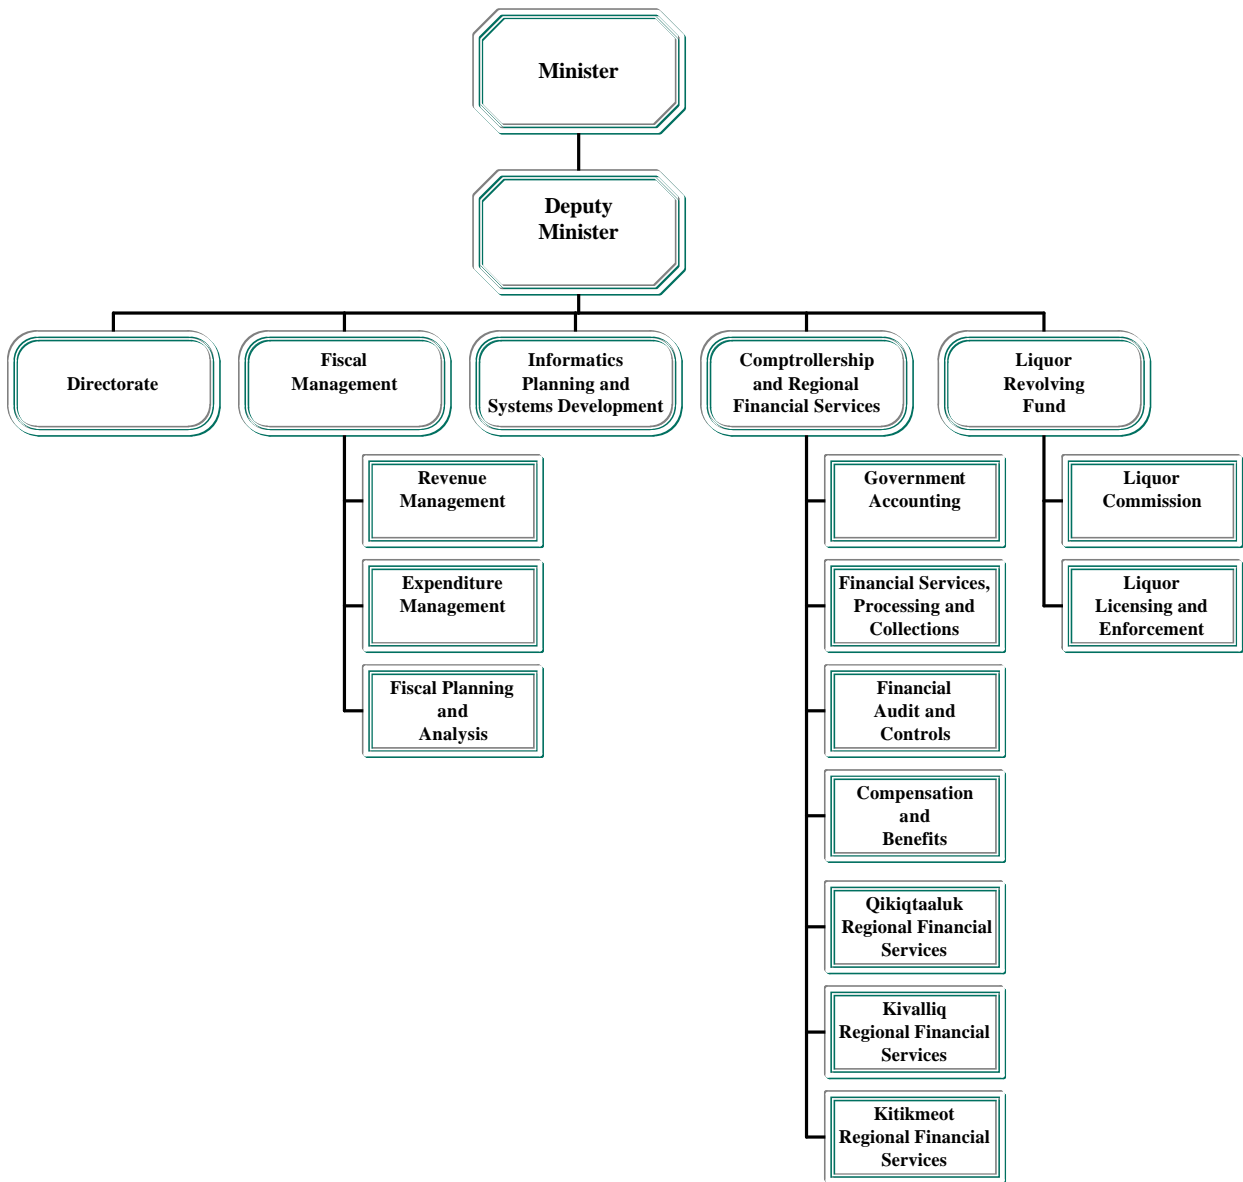 Minister
Deputy
Minister
Directorate
Fiscal
Management
Informatics
Planning and
Systems Development
Comptrollership
and Regional
Financial Services
Liquor
Revolving
Fund
Revenue
Management
Expenditure
Management
Fiscal Planning
and
Analysis
Government
Accounting
Financial Services,
Processing and
Collections
Financial
Audit and
Controls
Compensation
and
Benefits
Qikiqtaaluk
Regional Financial
Services
Kivalliq
Regional Financial
Services
Kitikmeot
Regional Financial
Services
Liquor
Commission
Liquor
Licensing and
Enforcement